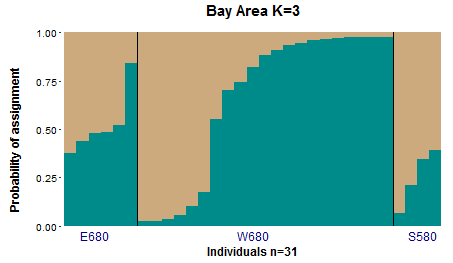 Bay Area K=3
Probability of assignment
1.00
0.75
0.50
0.25
0.00
E680 W680 S580
Individuals n=31